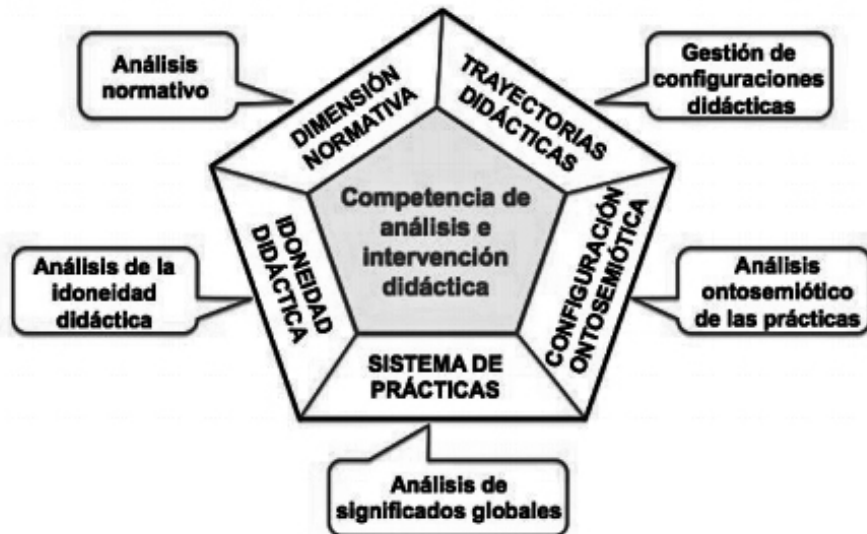 Análisis
normativo
DIMENSIÓN
NORMATIVA
TRAYECTORIAS
DIDÁCTICAS
Gestión de
configuraciones
didácticas
Competencia de
análisis e
intervención
didáctica
IDONEIDAD
DIDÁCTICA
Análisis de la
idoneidad
didáctica
CONFIGURACIÓN
ONTOSEMIÓTICA
Análisis
ontosemiótico
de las prácticas
SISTEMA DE
PRÁCTICAS
Análisis de
significados globales